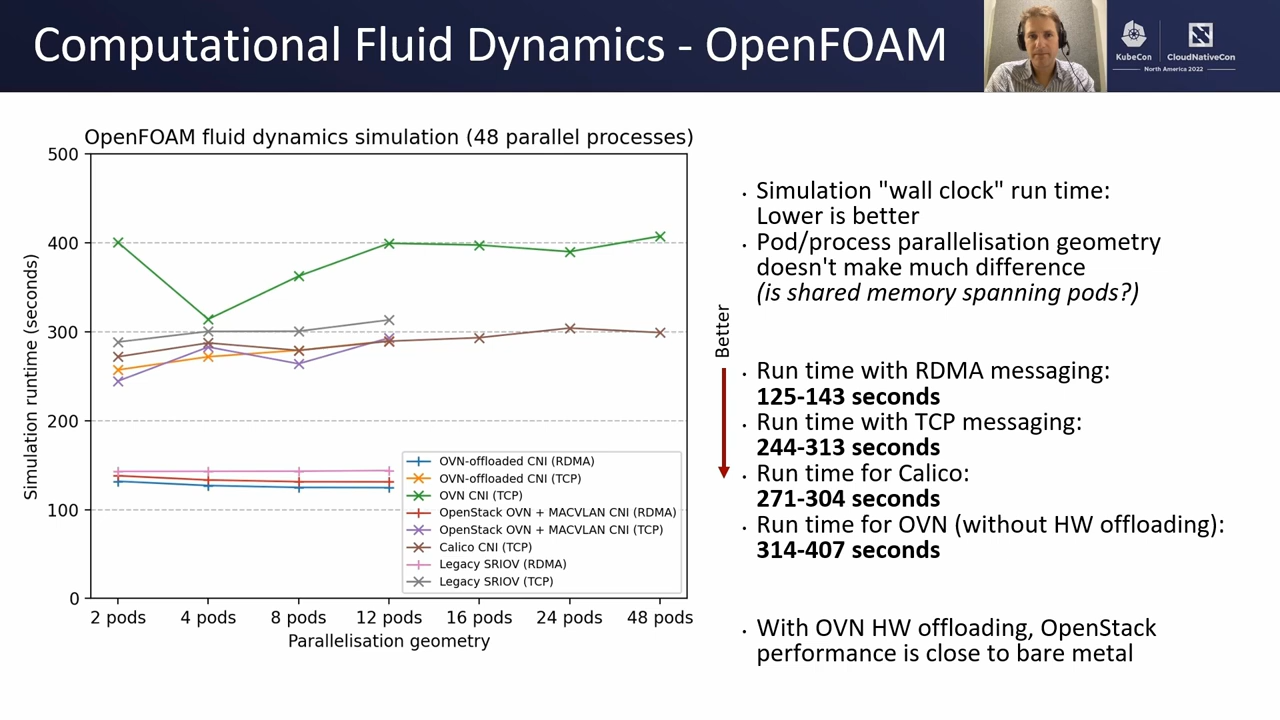 Computational Fluid Dynamics - OpenFOAM
KubeCon
CloudNativeCon
North America 2022
OpenFOAM fluid dynamics simulation (48 parallel processes)
500
400
300
200
100
0
Simulation runtime (seconds)
OVN-offloaded CNI (RDMA)
OVN-offloaded CNI (TCP)
OVN CNI (TCP)
OpenStack OVN + MACVLAN CNI (RDMA)
OpenStack OVN + MACVLAN CNI (TCP)
Calico CNI (TCP)
Legacy SRIOV (RDMA)
Legacy SRIOV (TCP)
2 pods
4 pods
8 pods
12 pods
16 pods
24 pods
48 pods
Parallelisation geometry
Better
· Simulation "wall clock" run time:
Lower is better
· Pod/process parallelisation geometry
doesn't make much difference
(is shared memory spanning pods?)
· Run time with RDMA messaging:
125-143 seconds
· Run time with TCP messaging:
244-313 seconds
· Run time for Calico:
271-304 seconds
· Run time for OVN (without HW offloading):
314-407 seconds
· With OVN HW offloading, OpenStack
performance is close to bare metal